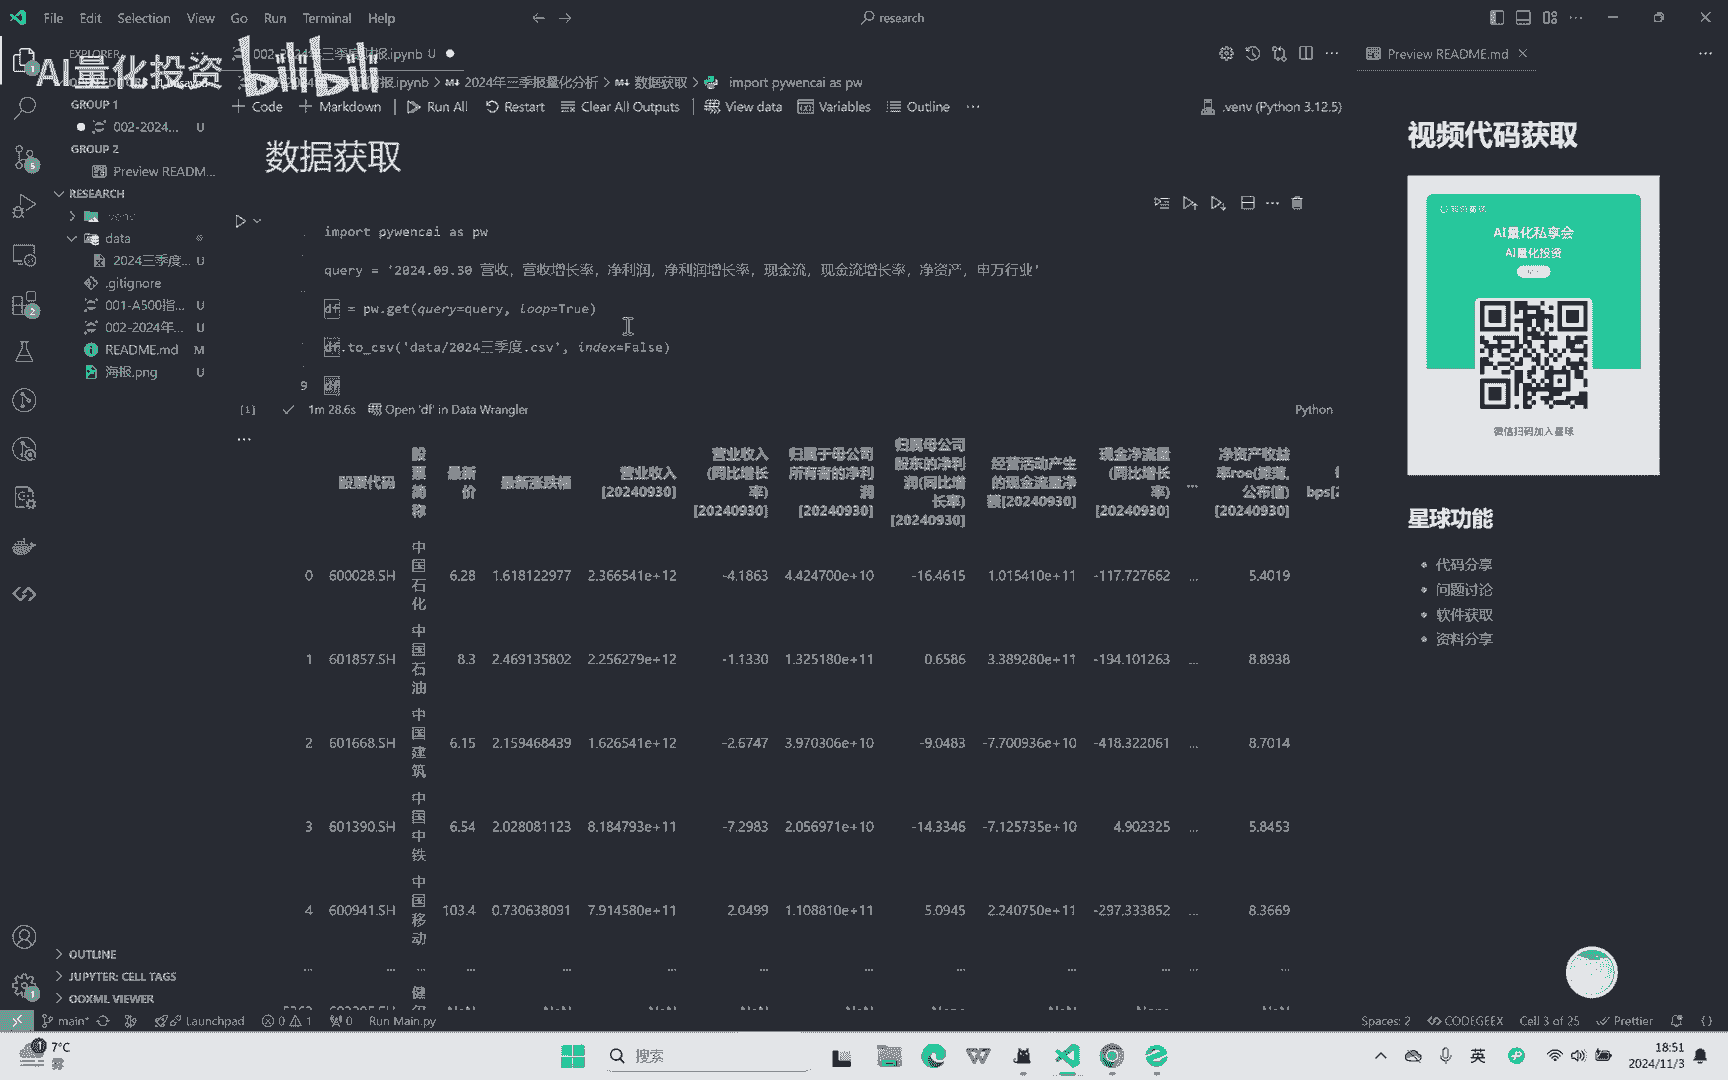 File Edit Selection View Go Run Terminal Help
research
EXPLORER
AI量化投资 bilibili
.ipynb U
Preview README.md
2024年三季报量化分析 > 数据获取 > import pywencai as pw
GROUP 1
Code Markdown Run All Restart Clear All Outputs View data Variables Outline ...
.venv (Python 3.12.5)
002-2024... U
GROUP 2
Preview READM...
RESEARCH
.venv
data
2024三季度... U
.gitignore
001-A500指... U
002-2024年... U
README.md M
海报.png U
数据获取
import pywencai as pw
query = '2024.09.30 营收，营收增长率，净利润，净利润增长率，现金流，现金流增长率，净资产，申万行业'
df = pw.get(query=query, loop=True)
df.to_csv('data/2024三季度.csv', index=False)
9 df
[1] 1m 28.6s Open 'df' in Data Wrangler
Python
股票代码 股票简称 最新价 最新涨跌幅 营业收入[20240930] 营业收入(同比增长率)[20240930] 归属于母公司所有者的净利润[20240930] 归属母公司股东的净利润(同比增长率)[20240930] 经营活动产生的现金流量净额[20240930] 现金净流量(同比增长率)[20240930] ... 净资产收益率roe(摊薄,公布值)[20240930]
0 600028.SH 中国石化 6.28 1.618122977 2.366541e+12 -4.1863 4.424700e+10 -16.4615 1.015410e+11 -117.727662 ... 5.4019
1 601857.SH 中国石油 8.3 2.469135802 2.256279e+12 -1.1330 1.325180e+11 0.6586 3.389280e+11 -194.101263 ... 8.8938
2 601668.SH 中国建筑 6.15 2.159468439 1.626541e+12 -2.6747 3.970306e+10 -9.0483 -7.700936e+10 -418.322061 ... 8.7014
3 601390.SH 中国中铁 6.54 2.028081123 8.184793e+11 -7.2983 2.056971e+10 -14.3346 -7.125735e+10 4.902325 ... 5.8453
4 600941.SH 中国移动 103.4 0.730638091 7.914580e+11 2.0499 1.108810e+11 5.0945 2.240750e+11 -297.333852 ... 8.3669
... ... ... ... ... ... ... ... ... ... ... ...
视频代码获取
AI量化私享会
AI量化投资
微信扫码加入星球
星球功能
代码分享
问题讨论
软件获取
资料分享
OUTLINE
JUPYTER: CELL TAGS
OOXML VIEWER
main* Launchpad 0 1 0 Run Main.py
Spaces: 2 CODEGEEX Cell 3 of 25 Prettier
7°C
雾
搜索
英
18:51
2024/11/3